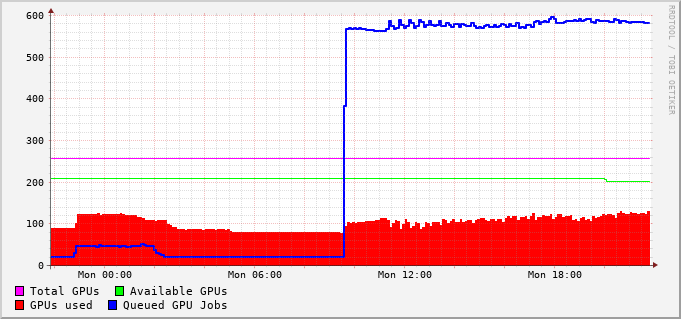 600
500
400
300
200
100
0
Mon 00:00 Mon 06:00 Mon 12:00 Mon 18:00
Total GPUs Available GPUs
GPUs used Queued GPU Jobs
RRDTOOL / TOBI OETIKER